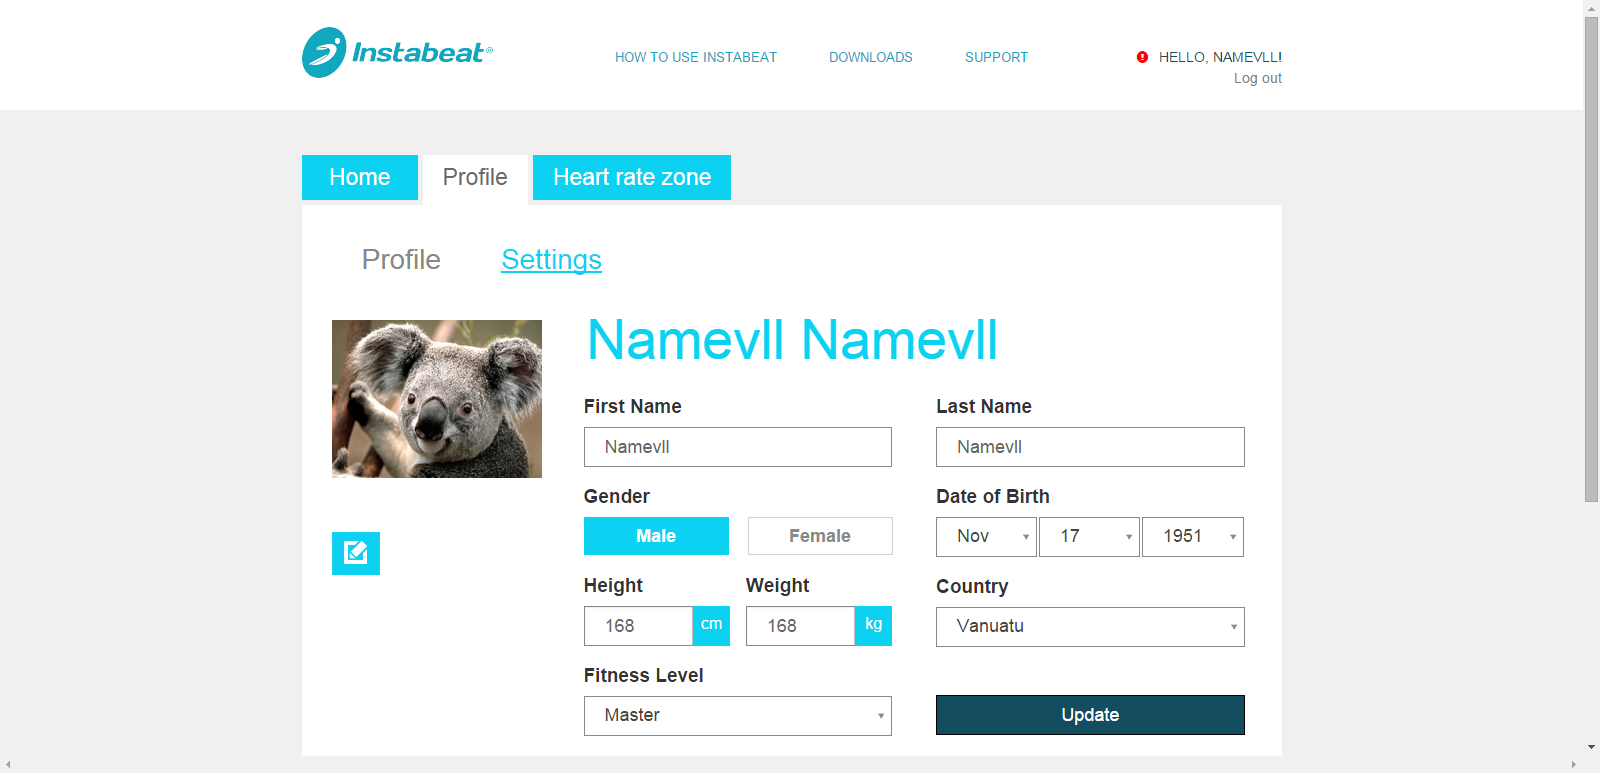 Instabeat®
HOW TO USE INSTABEAT DOWNLOADS SUPPORT HELLO, NAMEVLL!
Log out
Home Profile Heart rate zone
Profile Settings
Namevll Namevll
First Name Last Name
Namevll Namevll
Gender Date of Birth
Male Female Nov 17 1951
Height Weight Country
168 cm 168 kg Vanuatu
Fitness Level
Master Update